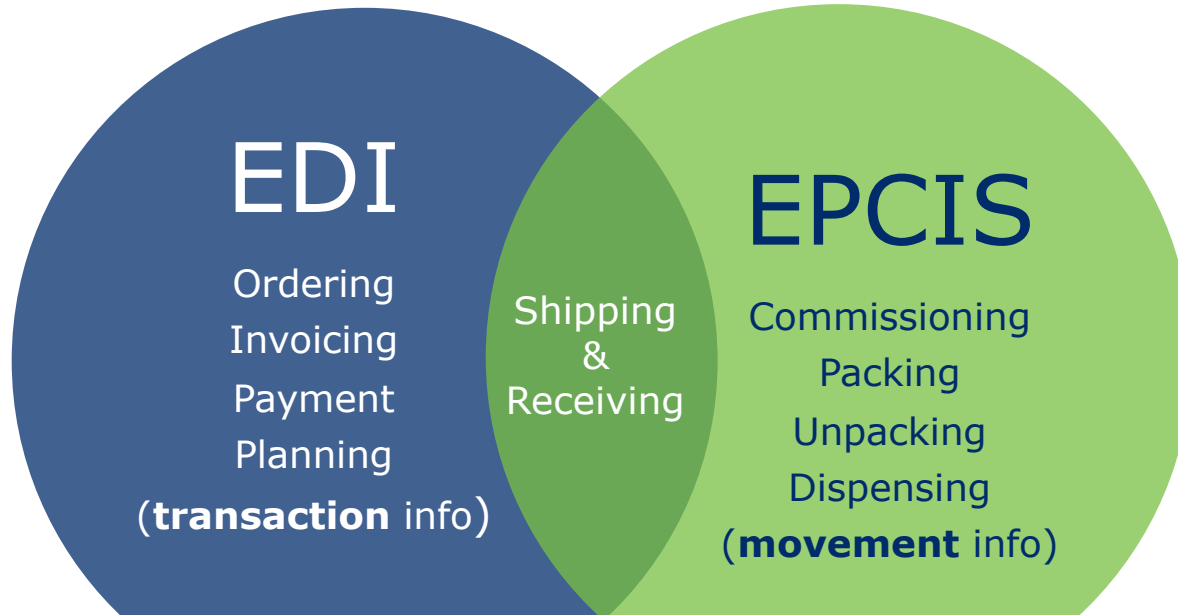 EDI
Ordering
Invoicing
Payment
Planning
(transaction info)
Shipping
&
Receiving
EPCIS
Commissioning
Packing
Unpacking
Dispensing
(movement info)